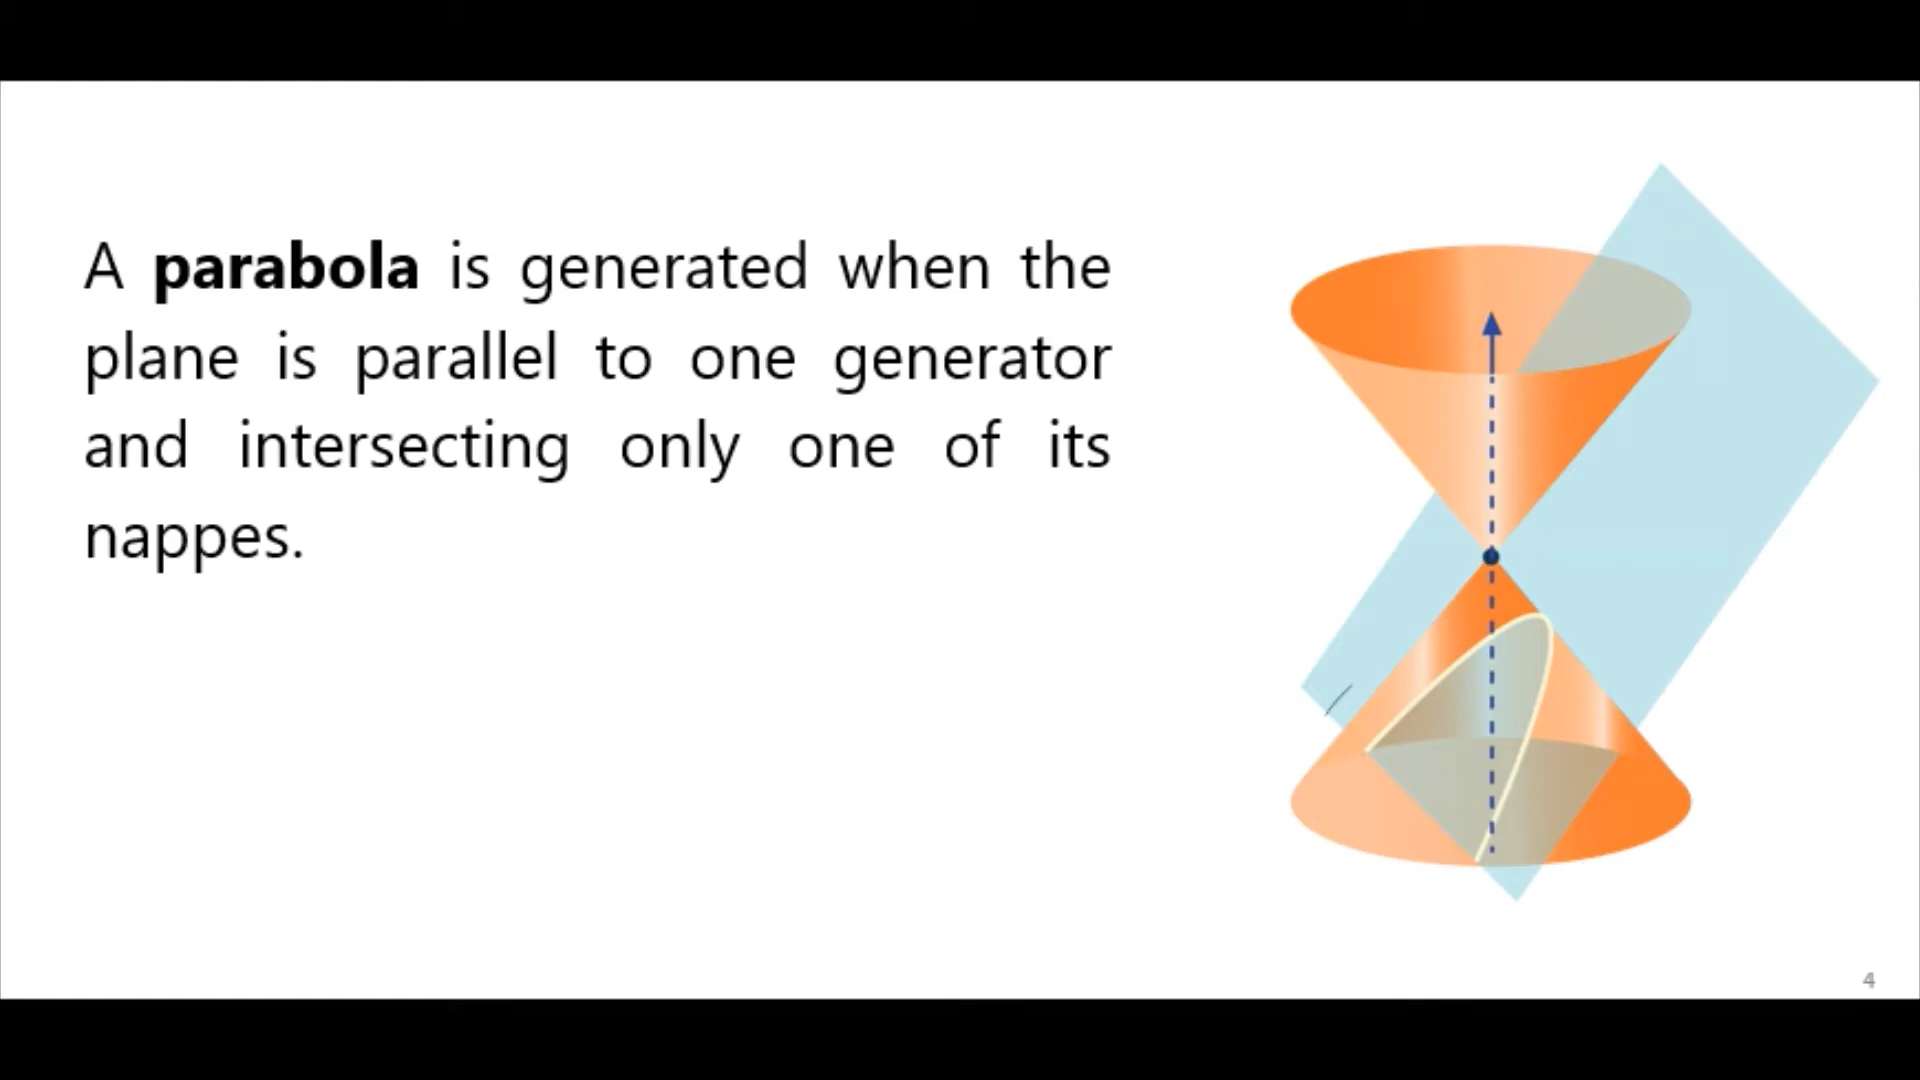 A parabola is generated when the
plane is parallel to one generator
and intersecting only one of its
nappes.
4